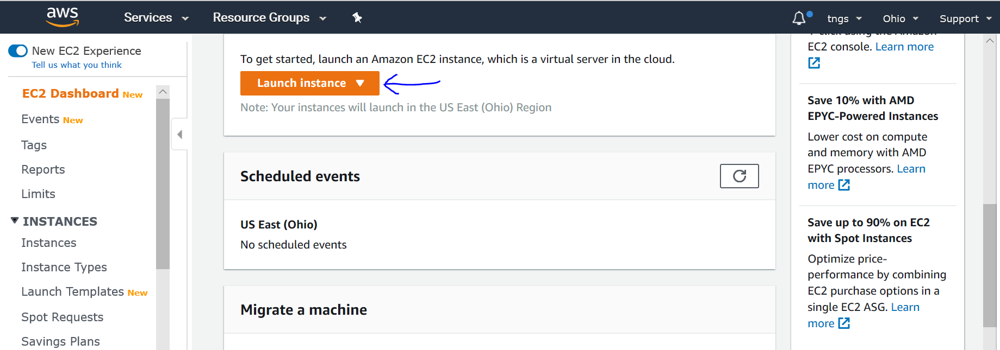 aws
Services
Resource Groups
tngs
Ohio
Support
New EC2 Experience
Tell us what you think
EC2 Dashboard New
Events New
Tags
Reports
Limits
INSTANCES
Instances
Instance Types
Launch Templates New
Spot Requests
Savings Plans
To get started, launch an Amazon EC2 instance, which is a virtual server in the cloud.
Launch instance
Note: Your instances will launch in the US East (Ohio) Region
Scheduled events
US East (Ohio)
No scheduled events
Migrate a machine
1-click using the Amazon
EC2 console. Learn more
Save 10% with AMD
EPYC-Powered Instances
Lower cost on compute
and memory with AMD
EPYC processors. Learn
more
Save up to 90% on EC2
with Spot Instances
Optimize price-
performance by combining
EC2 purchase options in a
single EC2 ASG. Learn
more